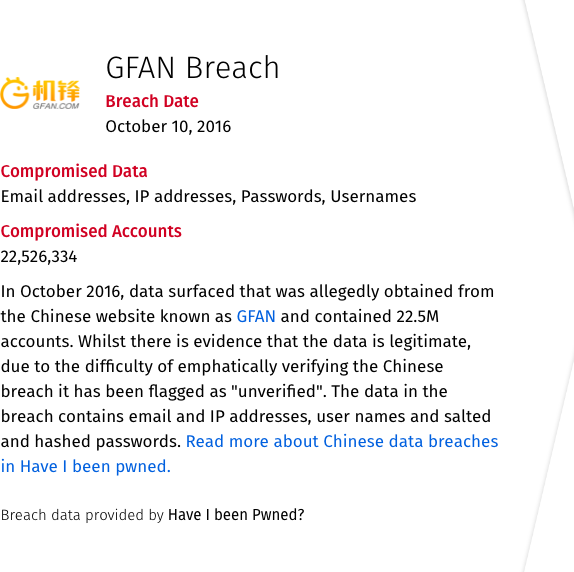 GFAN Breach
机锋
GFAN.COM
Breach Date
October 10, 2016
Compromised Data
Email addresses, IP addresses, Passwords, Usernames
Compromised Accounts
22,526,334
In October 2016, data surfaced that was allegedly obtained from
the Chinese website known as GFAN and contained 22.5M
accounts. Whilst there is evidence that the data is legitimate,
due to the difficulty of emphatically verifying the Chinese
breach it has been flagged as "unverified". The data in the
breach contains email and IP addresses, user names and salted
and hashed passwords. Read more about Chinese data breaches
in Have I been pwned.
Breach data provided by Have I been Pwned?